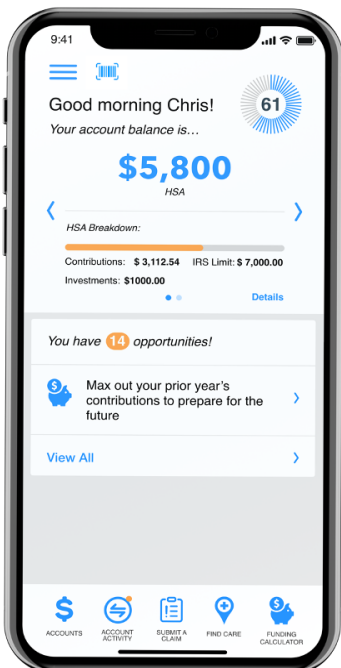 9:41
Good morning Chris!
61
Your account balance is...
$5,800
HSA
HSA Breakdown:
Contributions: $ 3,112.54 IRS Limit: $ 7,000.00
Investments: $1000.00
Details
You have 14 opportunities!
Max out your prior year's
contributions to prepare for the
future
View All
ACCOUNTS
ACCOUNT
ACTIVITY
SUBMIT A
CLAIM
FIND CARE
FUNDING
CALCULATOR